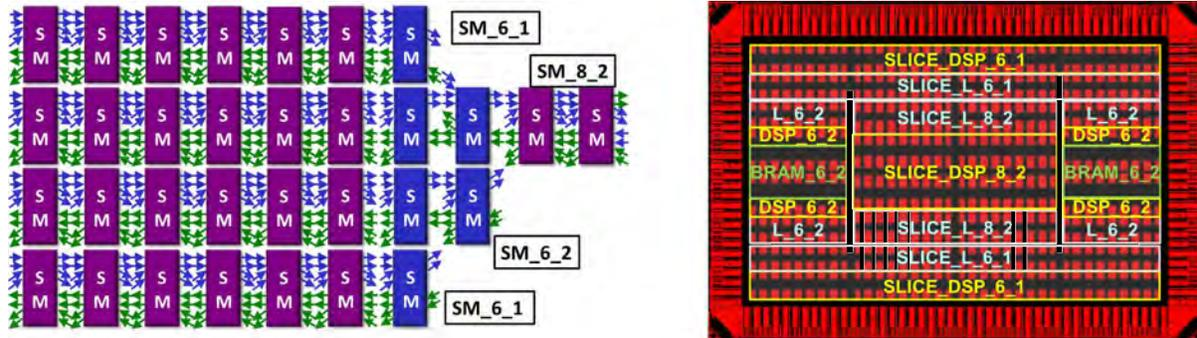 S S S S S S S
M M M M M M M
SM_6_1
SM_8_2
S S S S S S S S S S
M M M M M M M M M M
S S S S S S S S
M M M M M M M M
SM_6_2
S S S S S S S
M M M M M M M
SM_6_1
SLICE_DSP_6_1
SLICE_L_6_1
L_6_2 SLICE_L_8_2 L_6_2
DSP_6_2 DSP_6_2
BRAM_6_2 SLICE_DSP_8_2 BRAM_6_2
DSP_6_2 DSP_6_2
L_6_2 SLICE_L_8_2 L_6_2
SLICE_L_6_1
SLICE_DSP_6_1